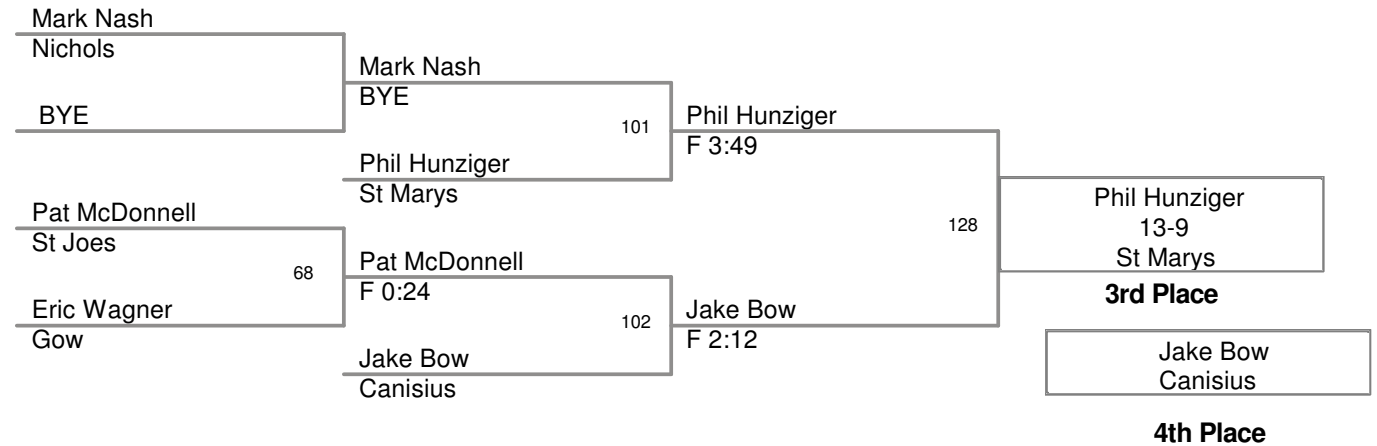 Mark Nash
Nichols
BYE
Mark Nash
BYE
101
Phil Hunziger
F 3:49
Phil Hunziger
St Marys
Pat McDonnell
St Joes
68
Pat McDonnell
F 0:24
Eric Wagner
Gow
102
Jake Bow
F 2:12
Jake Bow
Canisius
128
Phil Hunziger
13-9
St Marys
3rd Place
Jake Bow
Canisius
4th Place